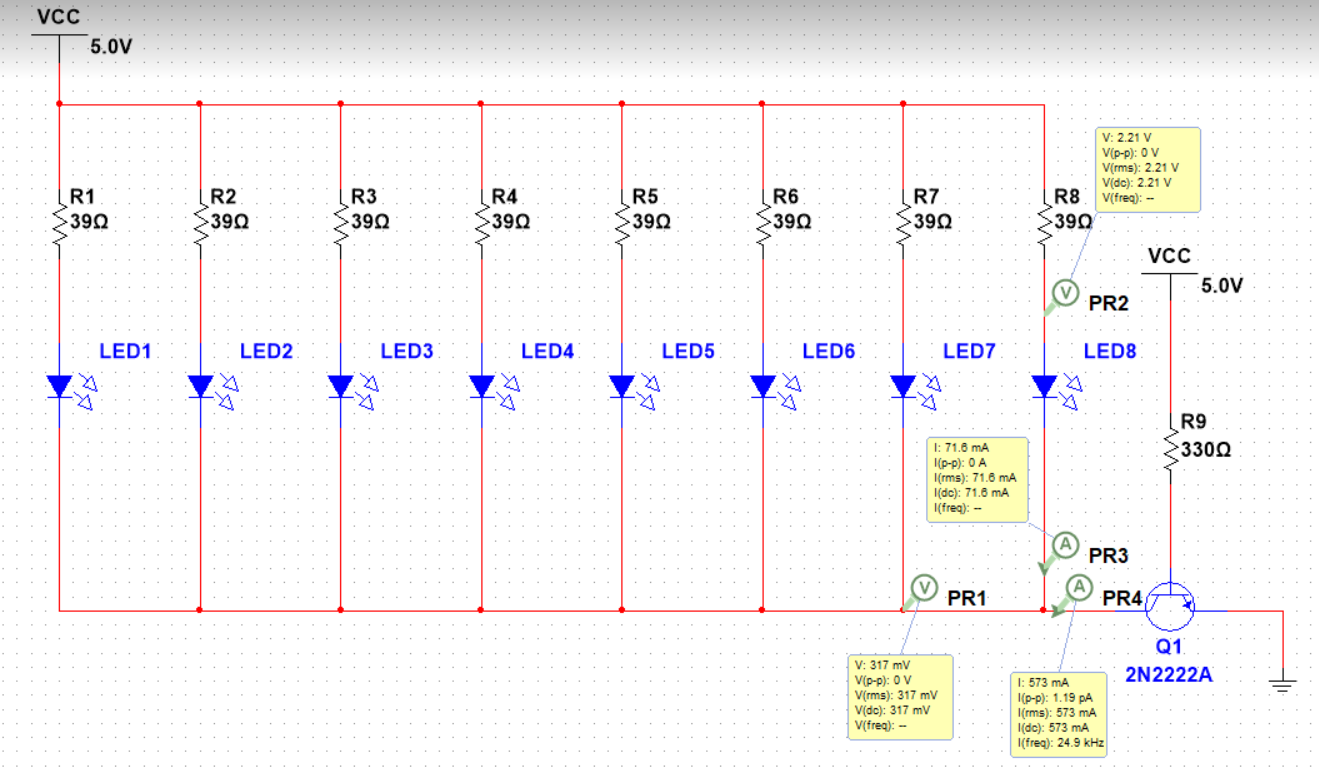 VCC
5.0V
R1
39Ω
R2
39Ω
R3
39Ω
R4
39Ω
R5
39Ω
R6
39Ω
R7
39Ω
R8
39Ω
V: 2.21 V
V(p-p): 0 V
V(rms): 2.21 V
V(dc): 2.21 V
V(freq): --
VCC
5.0V
V
PR2
LED1
LED2
LED3
LED4
LED5
LED6
LED7
LED8
R9
330Ω
I: 71.6 mA
I(p-p): 0 A
I(rms): 71.6 mA
I(dc): 71.6 mA
I(freq): --
A
PR3
V
PR1
A
PR4
Q1
2N2222A
V: 317 mV
V(p-p): 0 V
V(rms): 317 mV
V(dc): 317 mV
V(freq): --
I: 573 mA
I(p-p): 1.19 pA
I(rms): 573 mA
I(dc): 573 mA
I(freq): 24.9 kHz